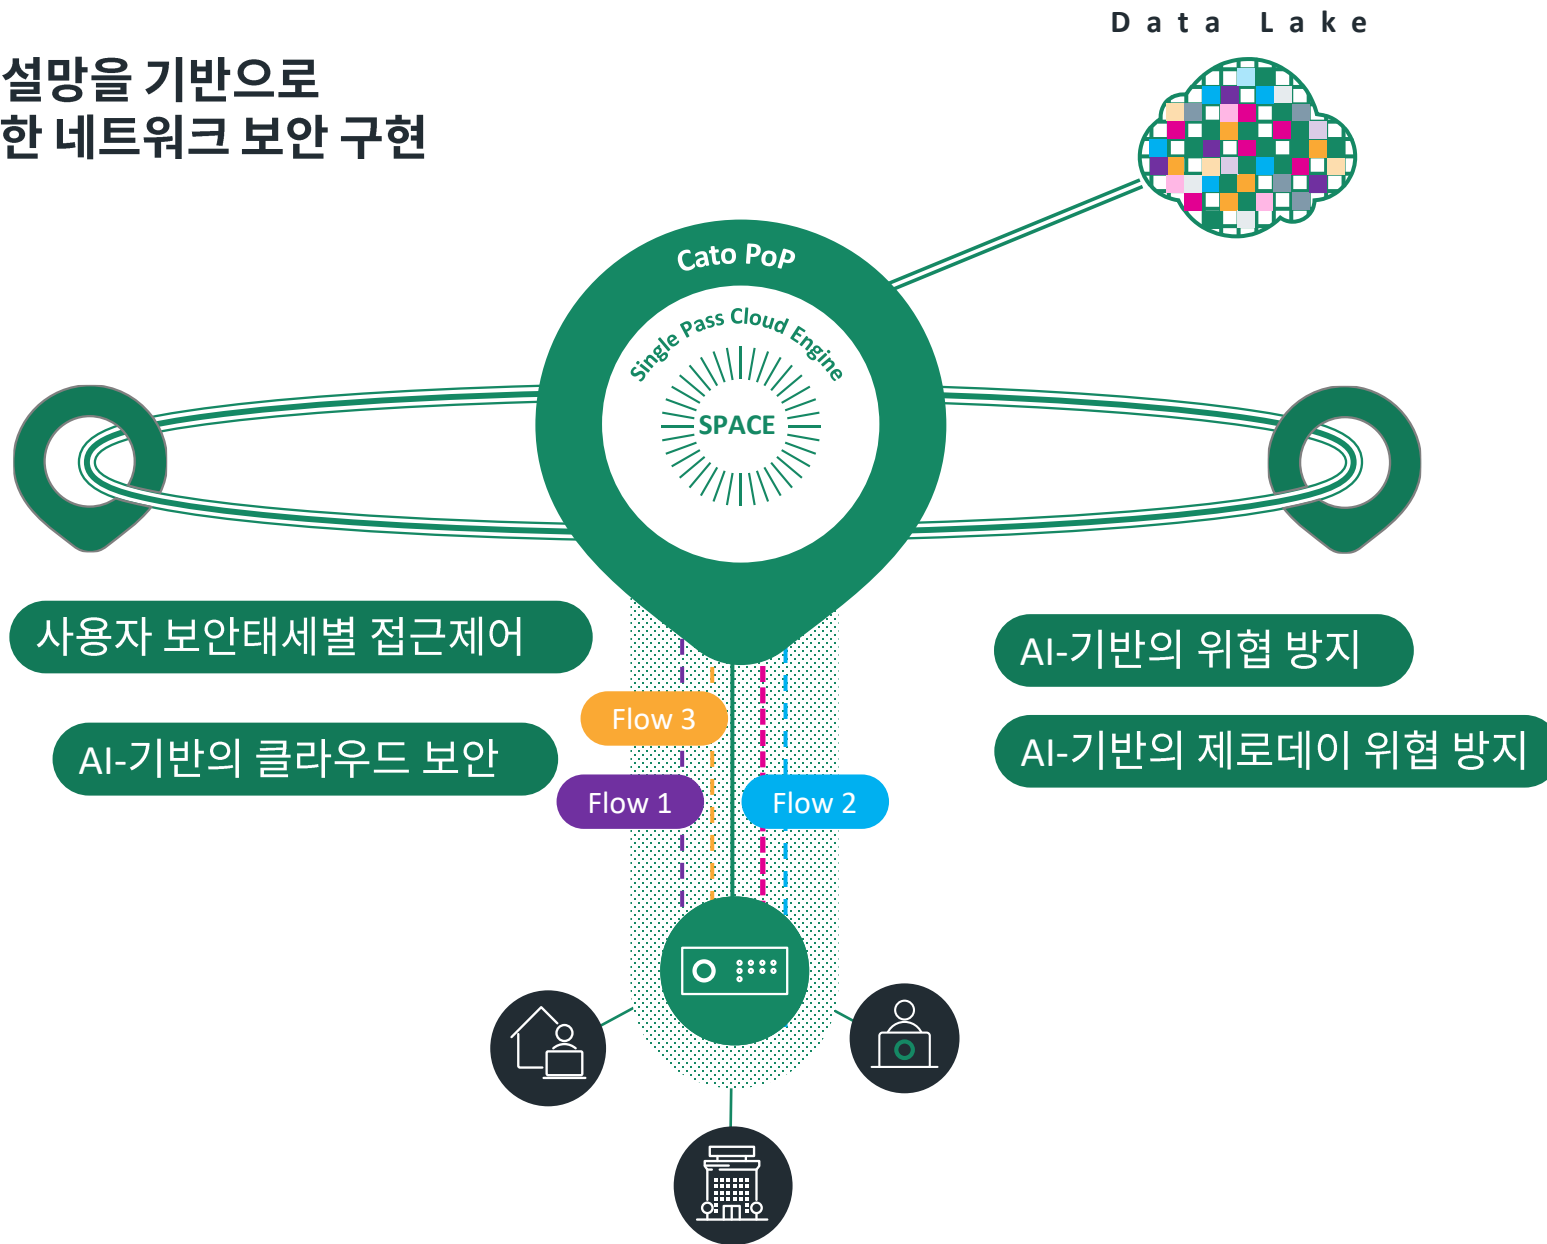 Data Lake
설망을 기반으로
한 네트워크 보안 구현
Cato PoP
Single Pass Cloud Engine
SPACE
사용자 보안태세별 접근제어
AI-기반의 위협 방지
Flow 3
AI-기반의 클라우드 보안
AI-기반의 제로데이 위협 방지
Flow 1
Flow 2